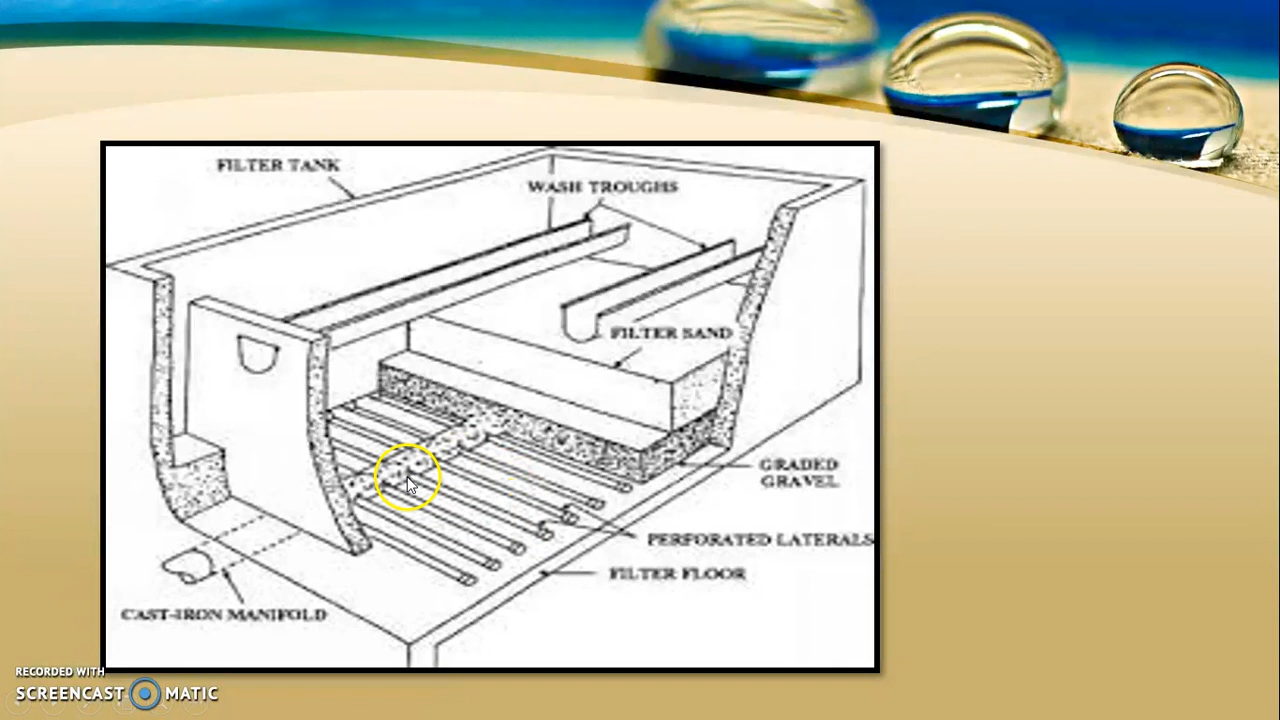 FILTER TANK
WASH TROUGHS
FILTER SAND
GRADED
GRAVEL
PERFORATED LATERALS
FILTER FLOOR
CAST-IRON MANIFOLD
RECORDED WITH
SCREENCAST MATIC